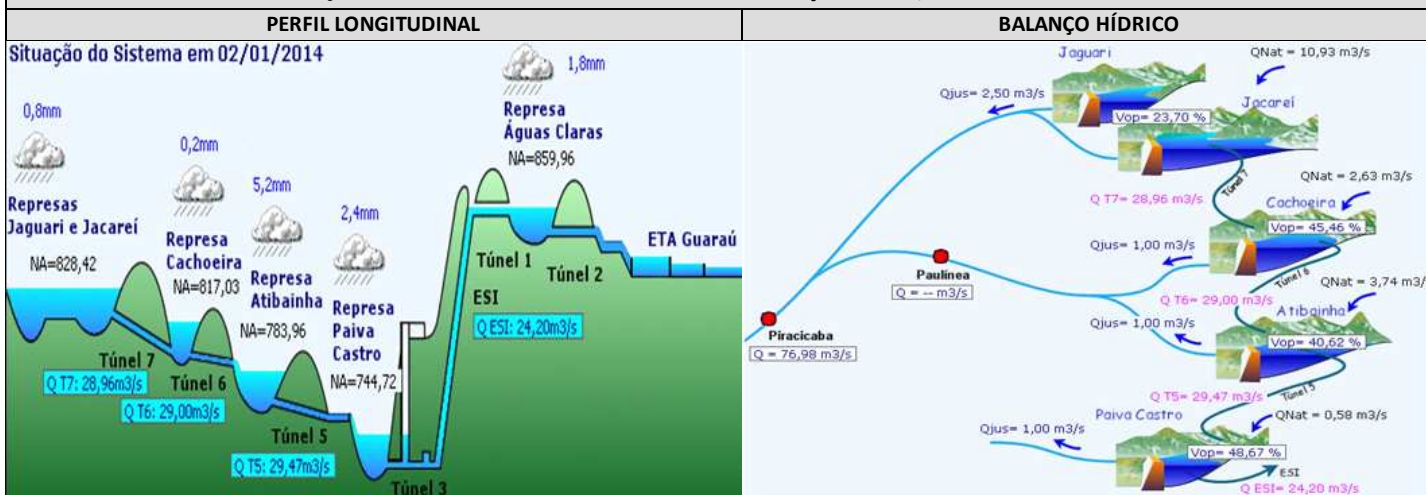 PERFIL LONGITUDINAL
BALANÇO HÍDRICO
Situação do Sistema em 02/01/2014
0,8mm
Represas
Jaguari e Jacareí
NA=828,42
0,2mm
Represa
Cachoeira
NA=817,03
5,2mm
Represa
Atibainha
NA=783,96
2,4mm
Represa
Paiva
Castro
NA=744,72
1,8mm
Represa
Águas Claras
NA=859,96
Túnel 7
Q T7: 28,96m3/s
Túnel 6
Q T6: 29,00m3/s
Túnel 5
Q T5: 29,47m3/s
Túnel 3
ESI
Q ESI: 24,20m3/s
Túnel 1
Túnel 2
ETA Guaraú
Jaguari
QNat = 10,93 m3/s
Qjus= 2,50 m3/s
Jacareí
Vop= 23,70 %
Túnel 7
Q T7= 28,96 m3/s
QNat = 2,63 m3/s
Cachoeira
Vop= 45,46 %
Qjus= 1,00 m3/s
Túnel 6
Q T6= 29,00 m3/s
QNat = 3,74 m3/
Atibainha
Qjus= 1,00 m3/s
Vop= 40,62 %
Q T5= 29,47 m3/s
Túnel 5
Paiva Castro
QNat = 0,58 m3/s
Qjus= 1,00 m3/s
Vop= 48,67 %
ESI
Q ESI= 24,20 m3/s
Paulínea
Q = -- m3/s
Piracicaba
Q = 76,98 m3/s